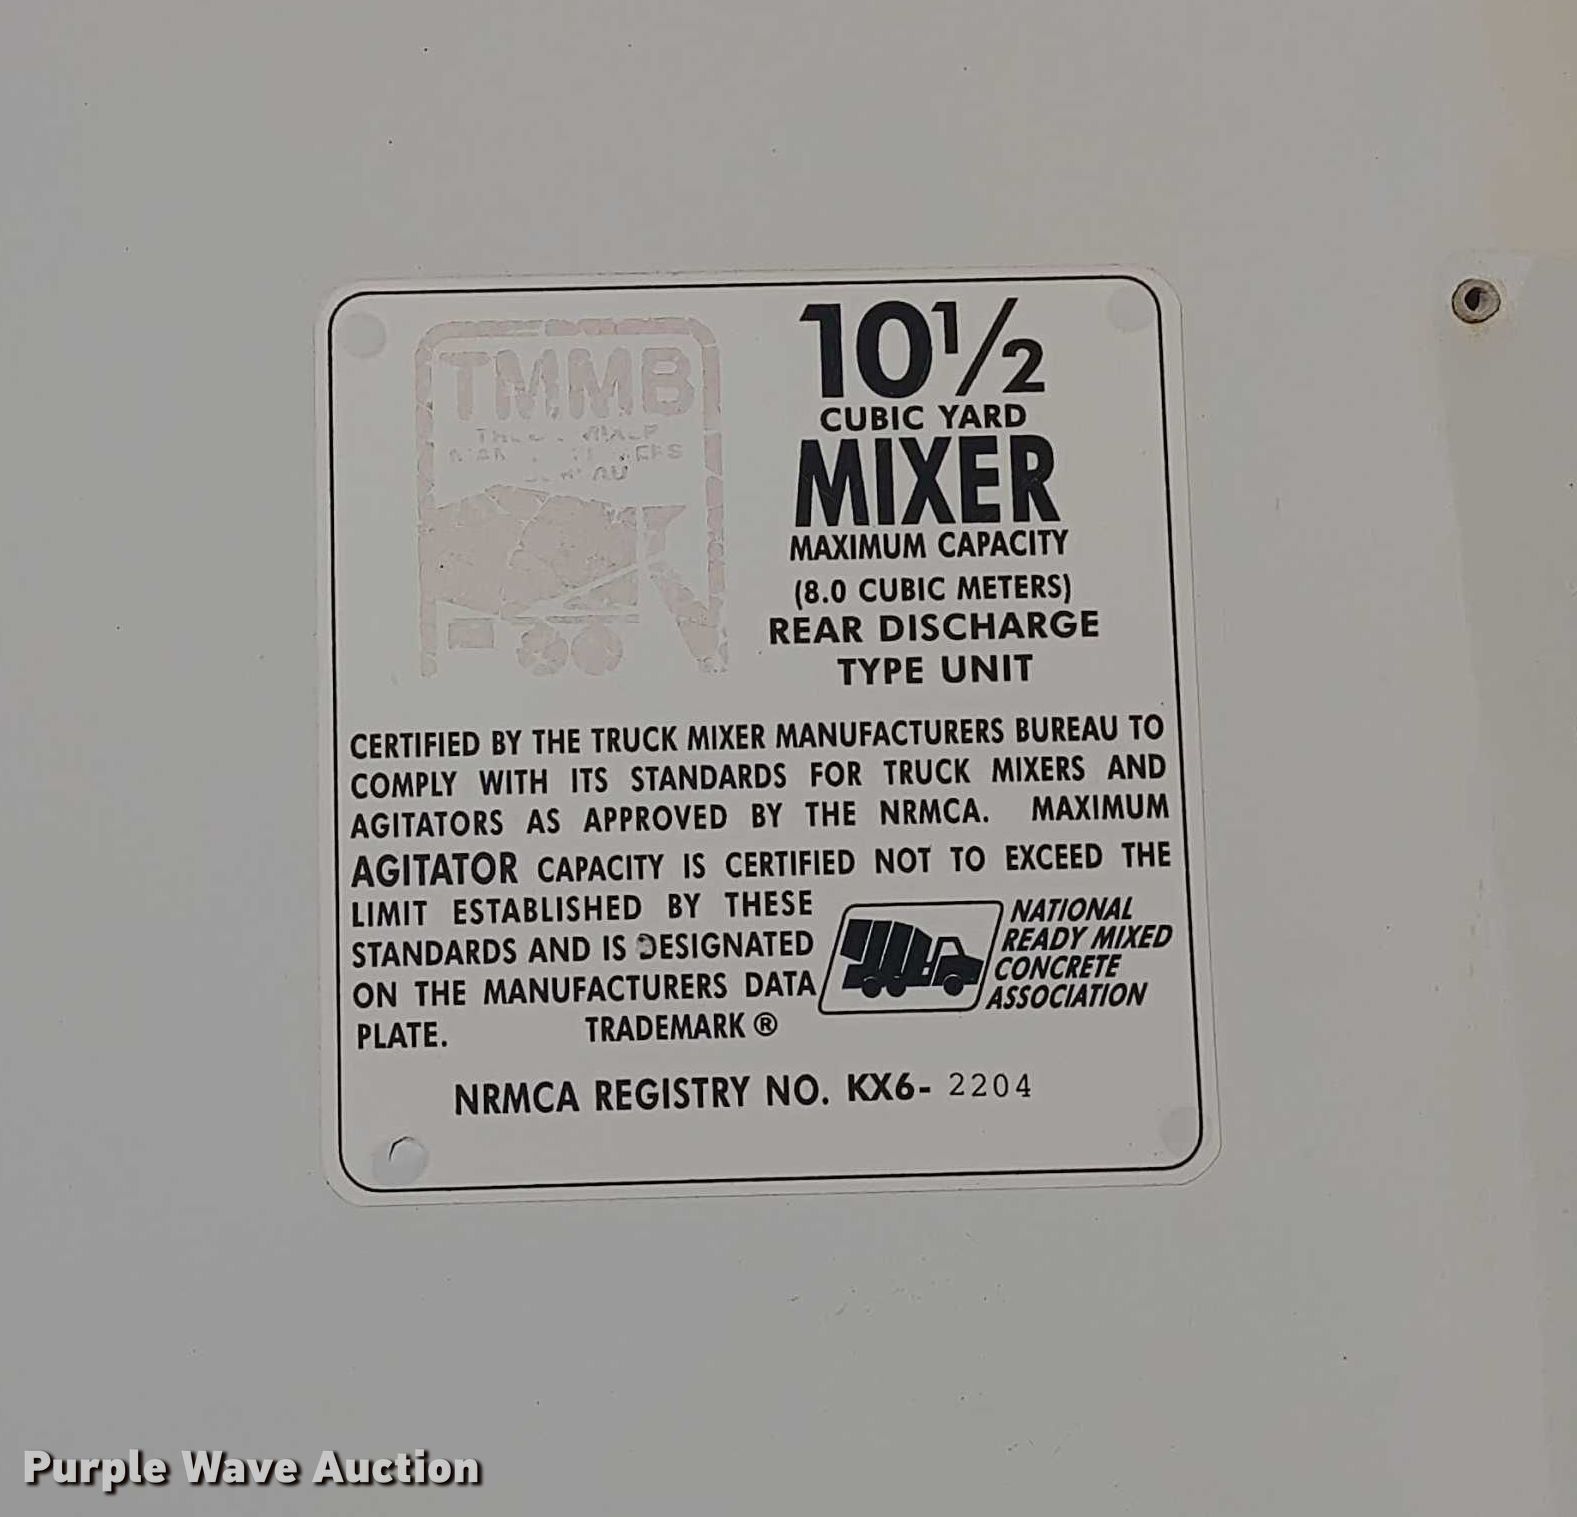 TMMB
10 1/2
CUBIC YARD
MIXER
MAXIMUM CAPACITY
(8.0 CUBIC METERS)
REAR DISCHARGE
TYPE UNIT
CERTIFIED BY THE TRUCK MIXER MANUFACTURERS BUREAU TO
COMPLY WITH ITS STANDARDS FOR TRUCK MIXERS AND
AGITATORS AS APPROVED BY THE NRMCA. MAXIMUM
AGITATOR CAPACITY IS CERTIFIED NOT TO EXCEED THE
LIMIT ESTABLISHED BY THESE
STANDARDS AND IS DESIGNATED
ON THE MANUFACTURERS DATA
PLATE. TRADEMARK ®
NATIONAL
READY MIXED
CONCRETE
ASSOCIATION
NRMCA REGISTRY NO. KX6- 2204
Purple Wave Auction